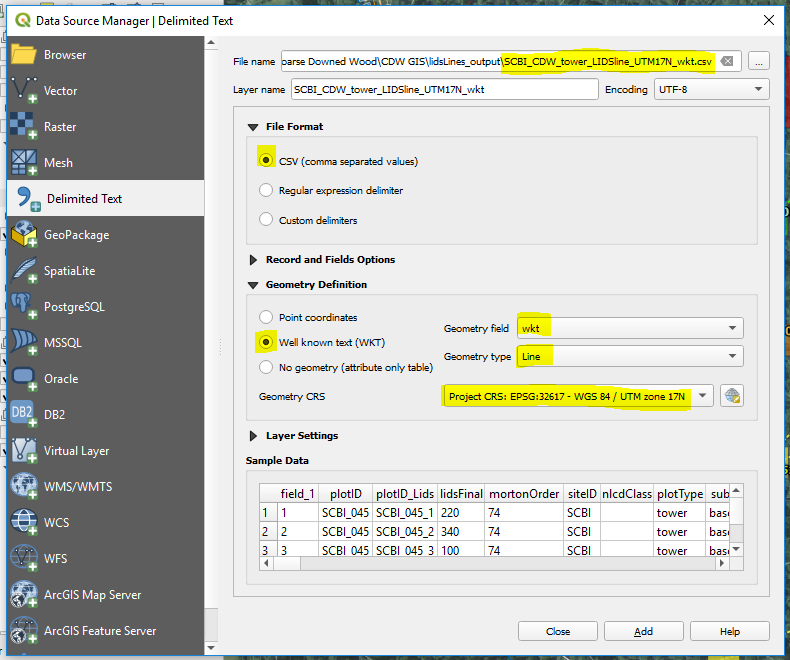 Data Source Manager | Delimited Text
Browser
Vector
Raster
Mesh
Delimited Text
GeoPackage
SpatiaLite
PostgreSQL
MSSQL
Oracle
DB2 DB2
Virtual Layer
WMS/WMTS
WCS
WFS
ArcGIS Map Server
ArcGIS Feature Server
File name parse Downed Wood\CDW GIS\lidsLines_output\SCBI_CDW_tower_LIDSline_UTM17N_wkt.csv ...
Layer name SCBI_CDW_tower_LIDSline_UTM17N_wkt Encoding UTF-8
File Format
CSV (comma separated values)
Regular expression delimiter
Custom delimiters
Record and Fields Options
Geometry Definition
Point coordinates
Well known text (WKT)
No geometry (attribute only table)
Geometry field wkt
Geometry type Line
Geometry CRS Project CRS: EPSG:32617 - WGS 84 / UTM zone 17N
Layer Settings
Sample Data
field_1 plotID plotID_Lids lidsFinal mortonOrder siteID nlcdClass plotType sub
1 1 SCBI_045 SCBI_045_1 220 74 SCBI tower base
2 2 SCBI_045 SCBI_045_2 340 74 SCBI tower base
3 3 SCBI_045 SCBI_045_3 100 74 SCBI tower base
Close Add Help